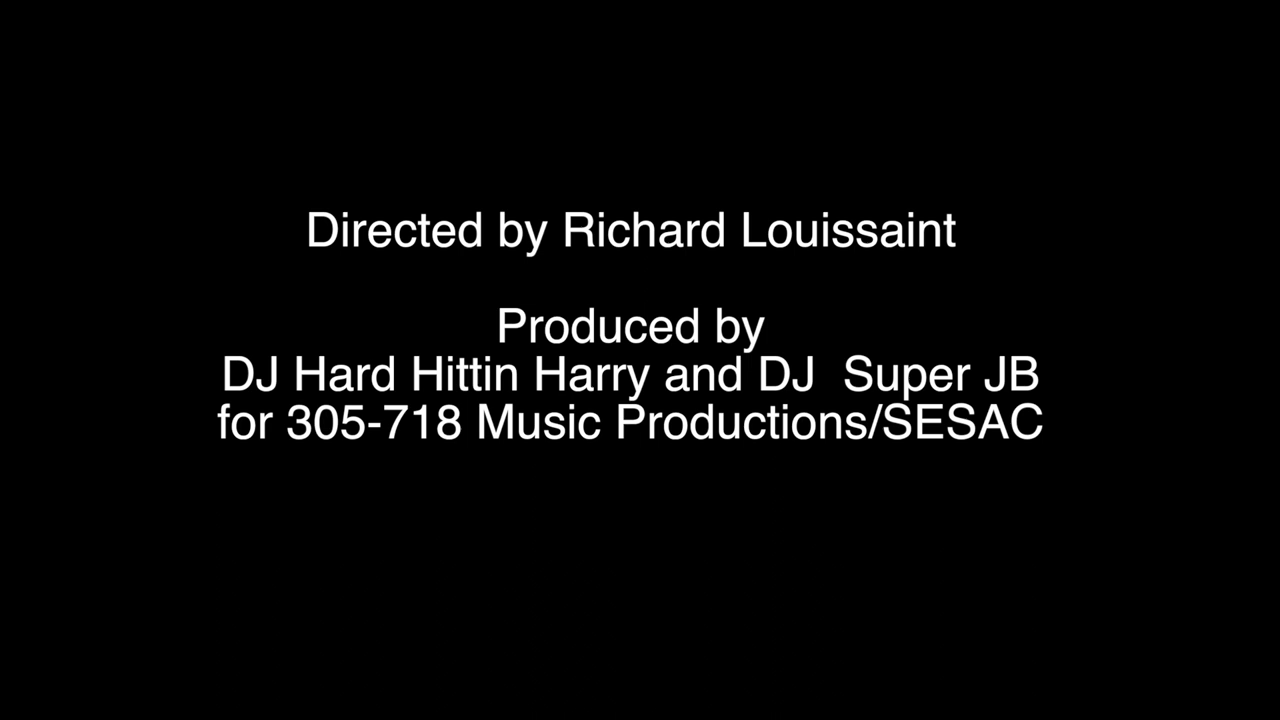 Directed by Richard Louissaint
Produced by
DJ Hard Hittin Harry and DJ  Super JB
for 305-718 Music Productions/SESAC